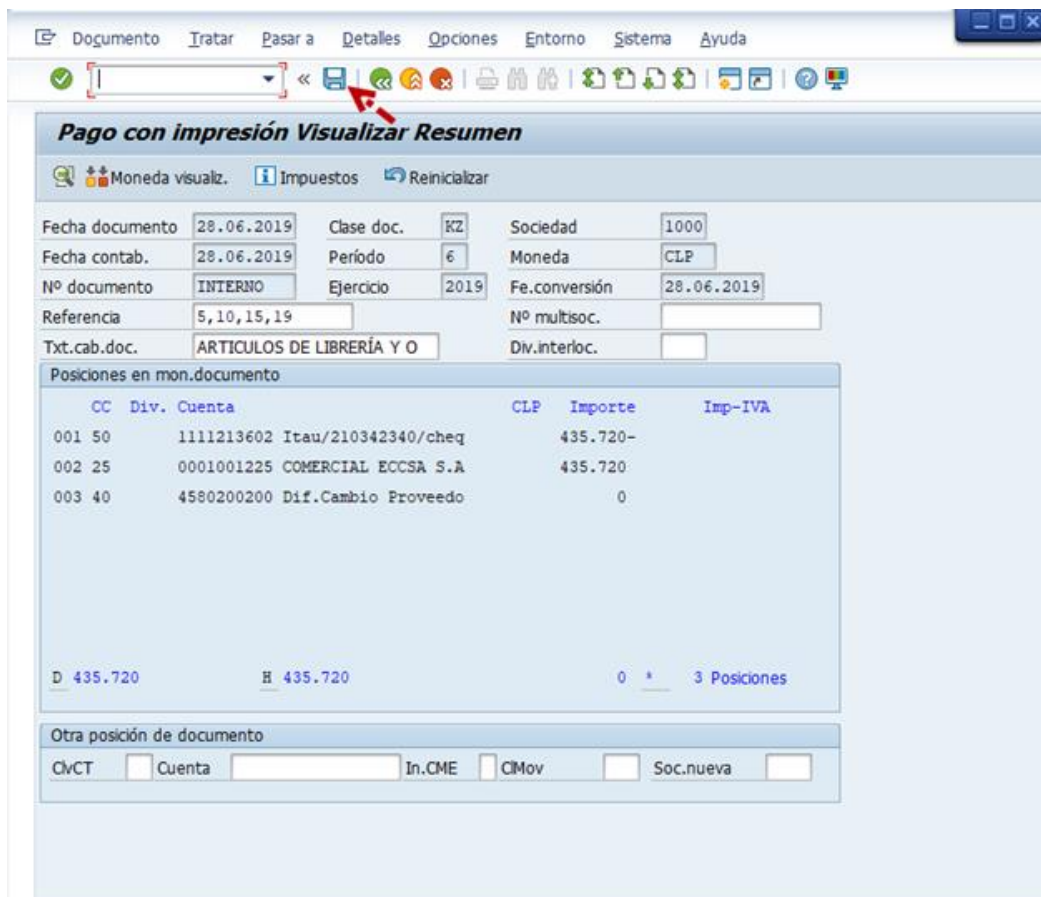 Documento Tratar Pasar a Detalles Opciones Entorno Sistema Ayuda
Pago con impresión Visualizar Resumen
Moneda visualiz. Impuestos Reinicializar
Fecha documento 28.06.2019 Clase doc. KZ Sociedad 1000
Fecha contab. 28.06.2019 Período 6 Moneda CLP
Nº documento INTERNO Ejercicio 2019 Fe.conversión 28.06.2019
Referencia 5,10,15,19 Nº multisoc.
Txt.cab.doc. ARTICULOS DE LIBRERÍA Y O Div.interloc.
Posiciones en mon.documento
CC Div. Cuenta CLP Importe Imp-IVA
001 50 1111213602 Itau/210342340/cheq 435.720-
002 25 0001001225 COMERCIAL ECCSA S.A 435.720
003 40 4580200200 Dif.Cambio Proveedo 0
D 435.720 H 435.720 0 * 3 Posiciones
Otra posición de documento
ClvCT Cuenta In.CME ClMov Soc.nueva